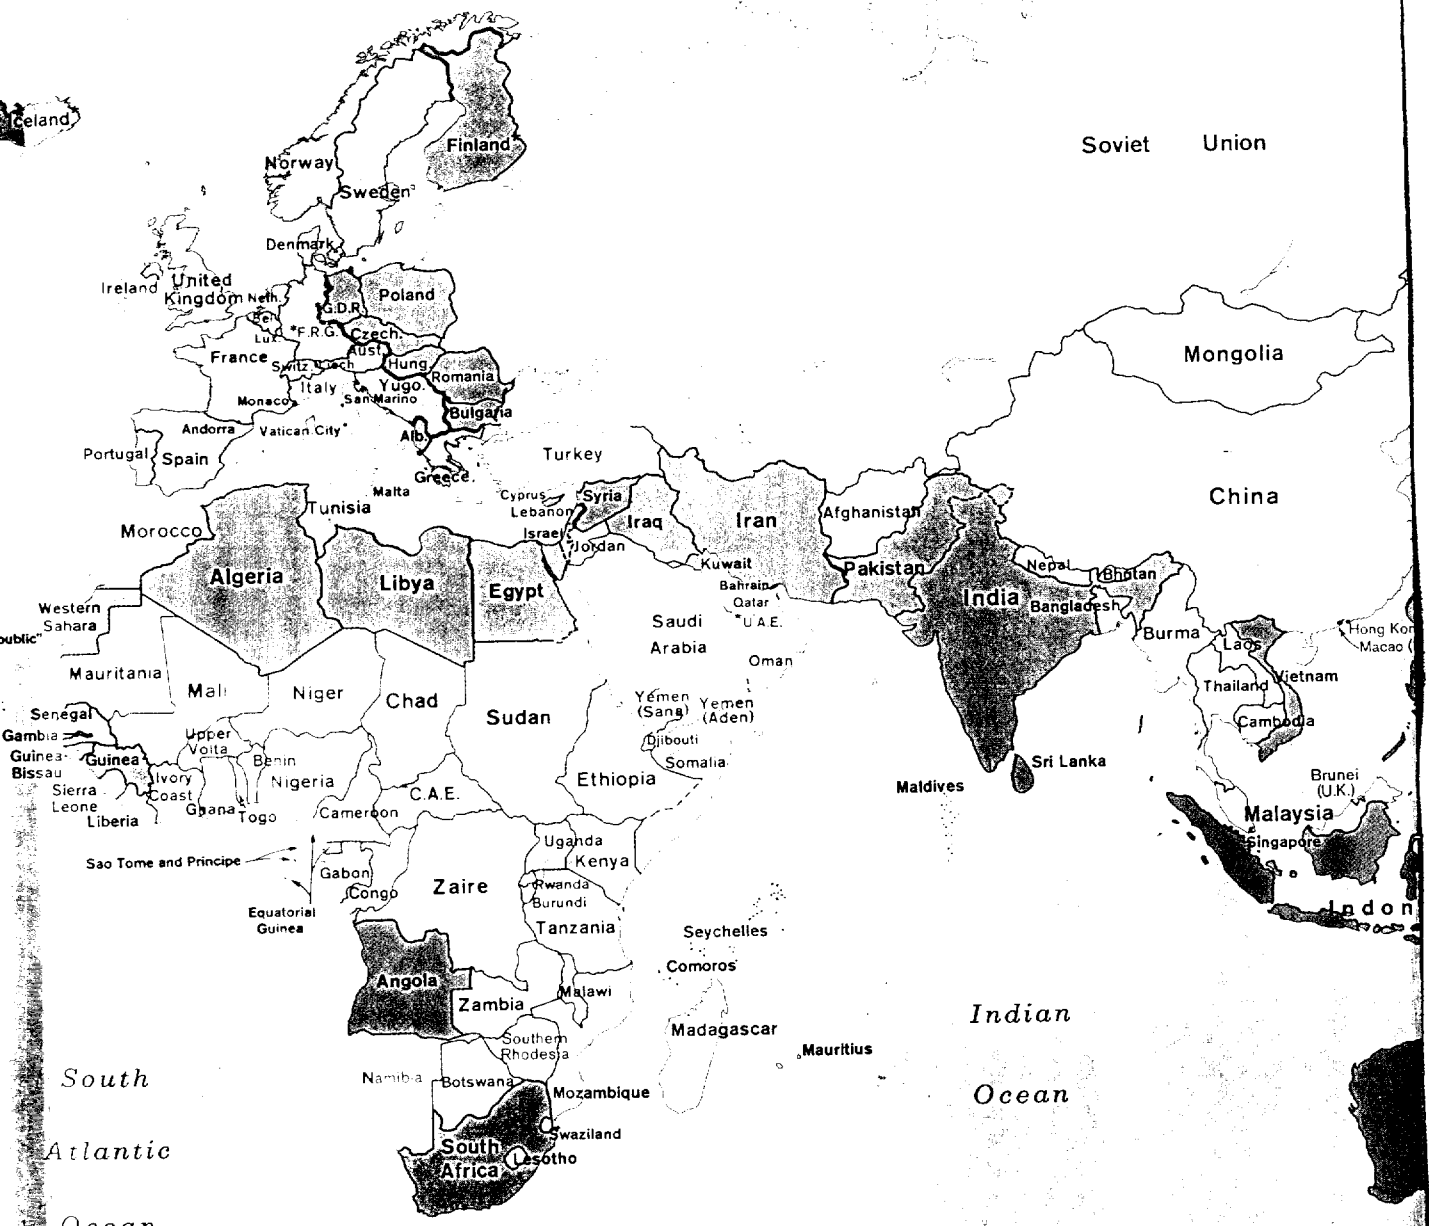 Iceland
Norway
Finland
Sweden
Soviet Union
Denmark
Ireland
United
Kingdom
Neth.
Bel.
Lux.
F.R.G.
G.D.R.
Poland
Czech.
Aust.
France
Switz.
Hung.
Romania
Italy
Yugo.
Monaco
San Marino
Bulgaria
Andorra
Vatican City
Alb.
Portugal
Spain
Greece
Turkey
Mongolia
Malta
Cyprus
Lebanon
Syria
Israel
Iraq
Iran
Afghanistan
China
Tunisia
Morocco
Jordan
Kuwait
Pakistan
Nepal
Bhotan
Algeria
Libya
Egypt
Bahrain
Qatar
U.A.E.
India
Bangladesh
Western
Sahara
public"
Saudi
Arabia
Oman
Burma
Laos
Hong Kon
Macao (
Mauritania
Mali
Niger
Chad
Sudan
Yemen
(Sana)
Yemen
(Aden)
Thailand
Vietnam
Cambodia
Senegal
Gambia
Guinea-
Bissau
Guinea
Upper
Volta
Benin
Djibouti
Somalia
Ethiopia
Sri Lanka
Maldives
Sierra
Leone
Ivory
Coast
Liberia
Ghana
Togo
Nigeria
Cameroon
C.A.E.
Brunei
(U.K.)
Malaysia
Singapore
Indon
Sao Tome and Principe
Equatorial
Guinea
Gabon
Congo
Zaire
Uganda
Kenya
Rwanda
Burundi
Tanzania
Seychelles
Comoros
Angola
Zambia
Malawi
Madagascar
Mauritius
Indian
Ocean
Southern
Rhodesia
Namibia
Botswana
Mozambique
Swaziland
Lesotho
South
Africa
South
Atlantic
Ocean